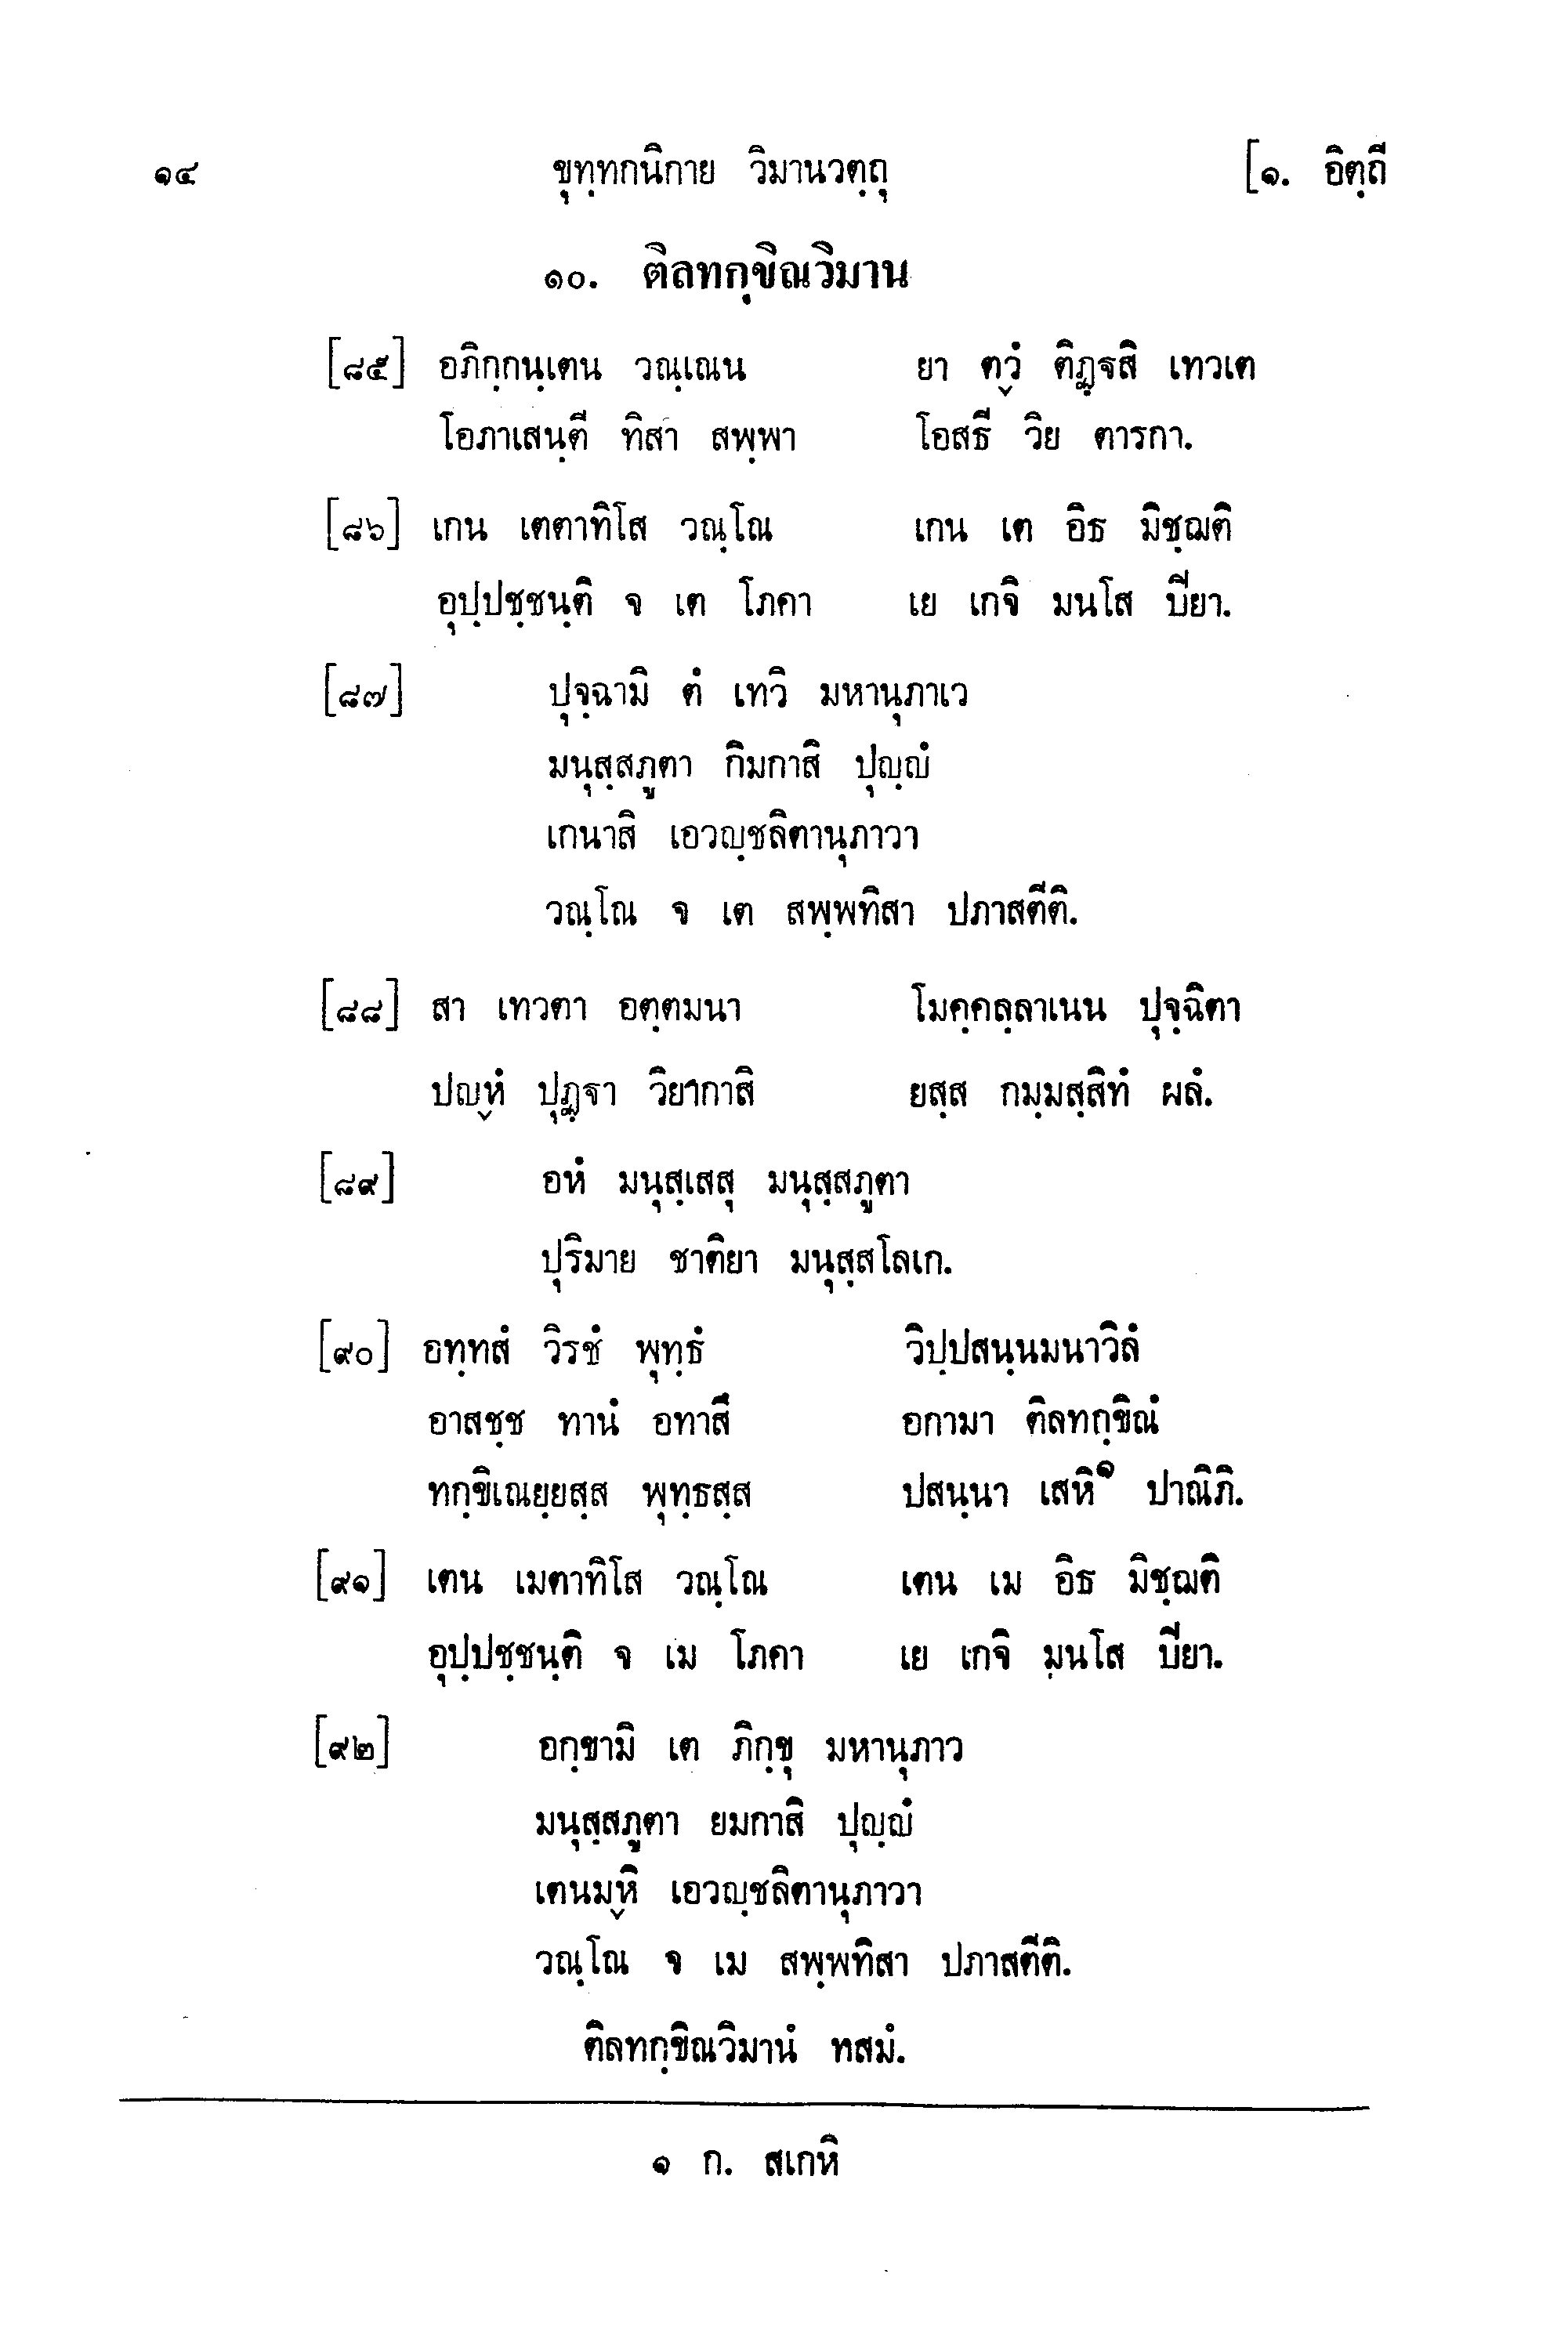 ๑๔ ขุทฺทกนิกาย วิมานวตฺถุ [๑. อิตฺถี
๑๐. ติลทกฺขิณวิมาน
[๘๕] อภิกฺกนฺเตน วณฺเณน ยา ตฺวํ ติฏฺฐสิ เทวเต
โอภาเสนฺตี ทิสา สพฺพา โอสธี วิย ตารกา.
[๘๖] เกน เตตาทิโส วณฺโณ เกน เต อิธ มิชฺฌติ
อุปฺปชฺชนฺติ จ เต โภคา เย เกจิ มนโส ปิยา.
[๘๗] ปุจฺฉามิ ตํ เทวิ มหานุภาเว
มนุสฺสภูตา กิมกาสิ ปุญฺญํ
เกนาสิ เอวญฺชลิตานุภาวา
วณฺโณ จ เต สพฺพทิสา ปภาสตีติ.
[๘๘] สา เทวตา อตฺตมนา โมคฺคลฺลาเนน ปุจฺฉิตา
ปญฺหํ ปุฏฺฐา วิยากาสิ ยสฺส กมฺมสฺสิทํ ผลํ.
[๘๙] อหํ มนุสฺเสสุ มนุสฺสภูตา
ปุริมาย ชาติยา มนุสฺสโลเก.
[๙๐] อทฺทสํ วิรชํ พุทฺธํ วิปฺปสนฺนมนาวิลํ
อาสชฺช ทานํ อทาสึ อกามา ติลทกฺขิณํ
ทกฺขิเณยฺยสฺส พุทฺธสฺส ปสนฺนา เสหิ๑ ปาณิภิ.
[๙๑] เตน เมตาทิโส วณฺโณ เตน เม อิธ มิชฺฌติ
อุปฺปชฺชนฺติ จ เม โภคา เย เกจิ มนโส ปิยา.
[๙๒] อกฺขามิ เต ภิกฺขุ มหานุภาว
มนุสฺสภูตา ยมกาสิ ปุญฺญํ
เตนมฺหิ เอวญฺชลิตานุภาวา
วณฺโณ จ เม สพฺพทิสา ปภาสตีติ.
ติลทกฺขิณวิมานํ ทสมํ.
๑ ก. สเกหิ